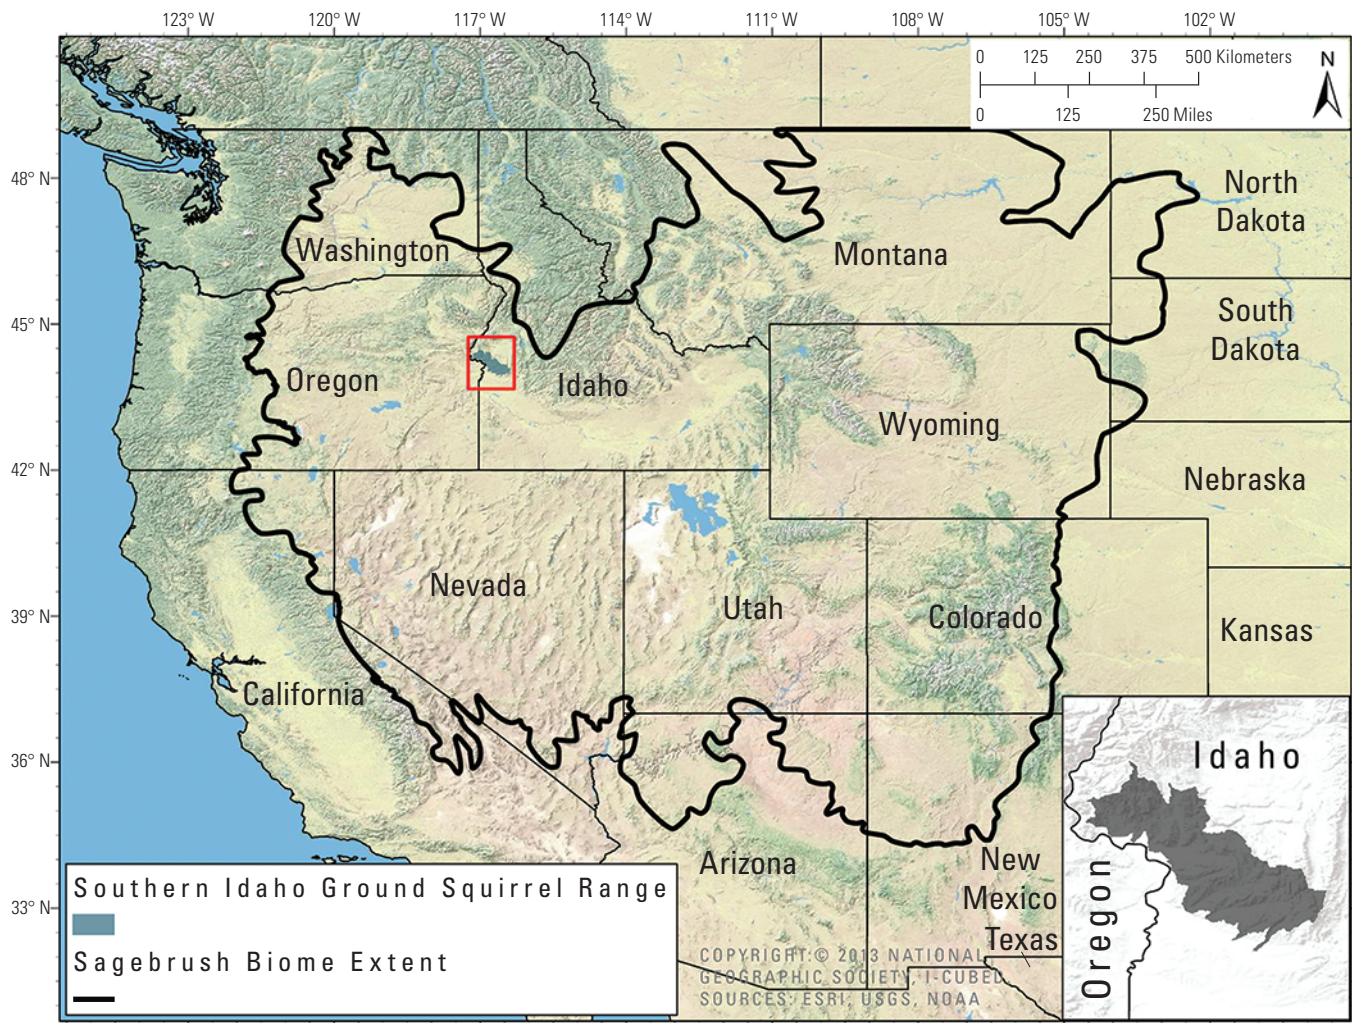 123° W 120° W 117° W 114° W 111° W 108° W 105° W 102° W
0 125 250 375 500 Kilometers
0 125 250 Miles
N
48° N
45° N
42° N
39° N
36° N
33° N
Washington
Montana
North
Dakota
South
Dakota
Oregon
Idaho
Wyoming
Nebraska
Nevada
Utah
Colorado
Kansas
California
Arizona
New
Mexico
Texas
Idaho
Oregon
Southern Idaho Ground Squirrel Range
Sagebrush Biome Extent
COPYRIGHT:© 2013 NATIONAL
GEOGRAPHIC SOCIETY, I-CUBED
SOURCES: ESRI, USGS, NOAA